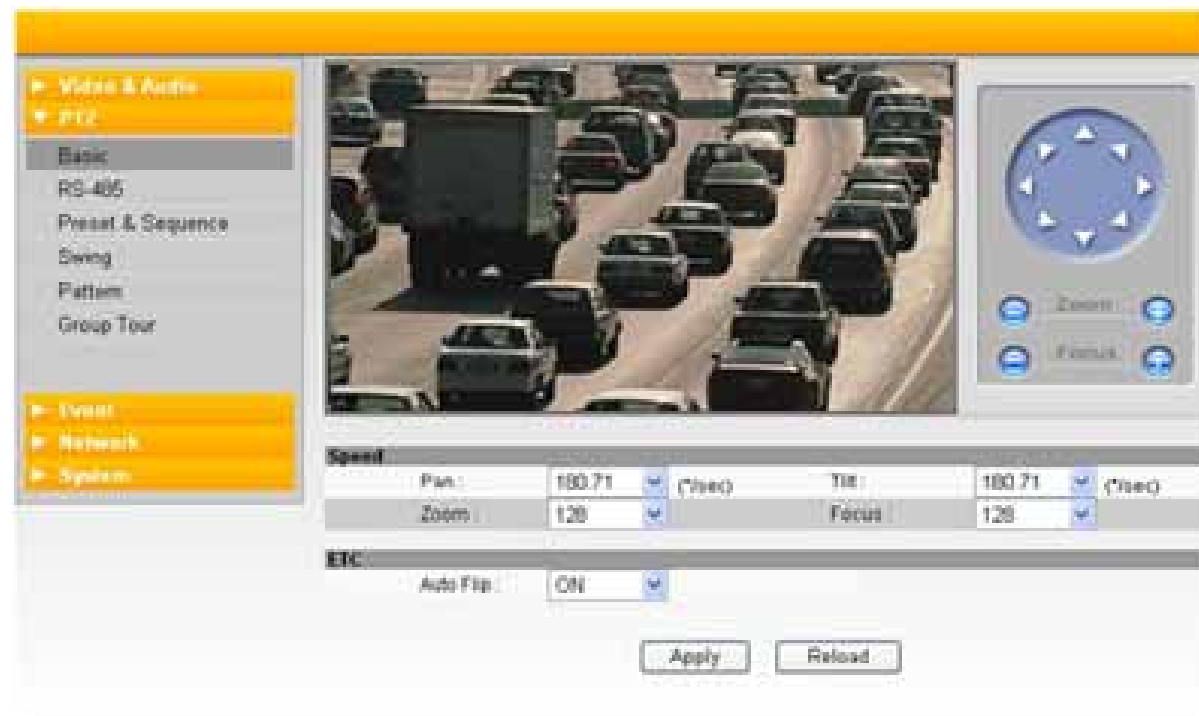 Video & Audio
PTZ
Basic
RS-485
Preset & Sequence
Swing
Pattern
Group Tour
Event
Network
System
Zoom
Focus
Speed
Pan : 180.71 (°/sec) Tilt : 180.71 (°/sec)
Zoom : 128 Focus : 128
ETC
Auto Flip : ON
Apply Reload